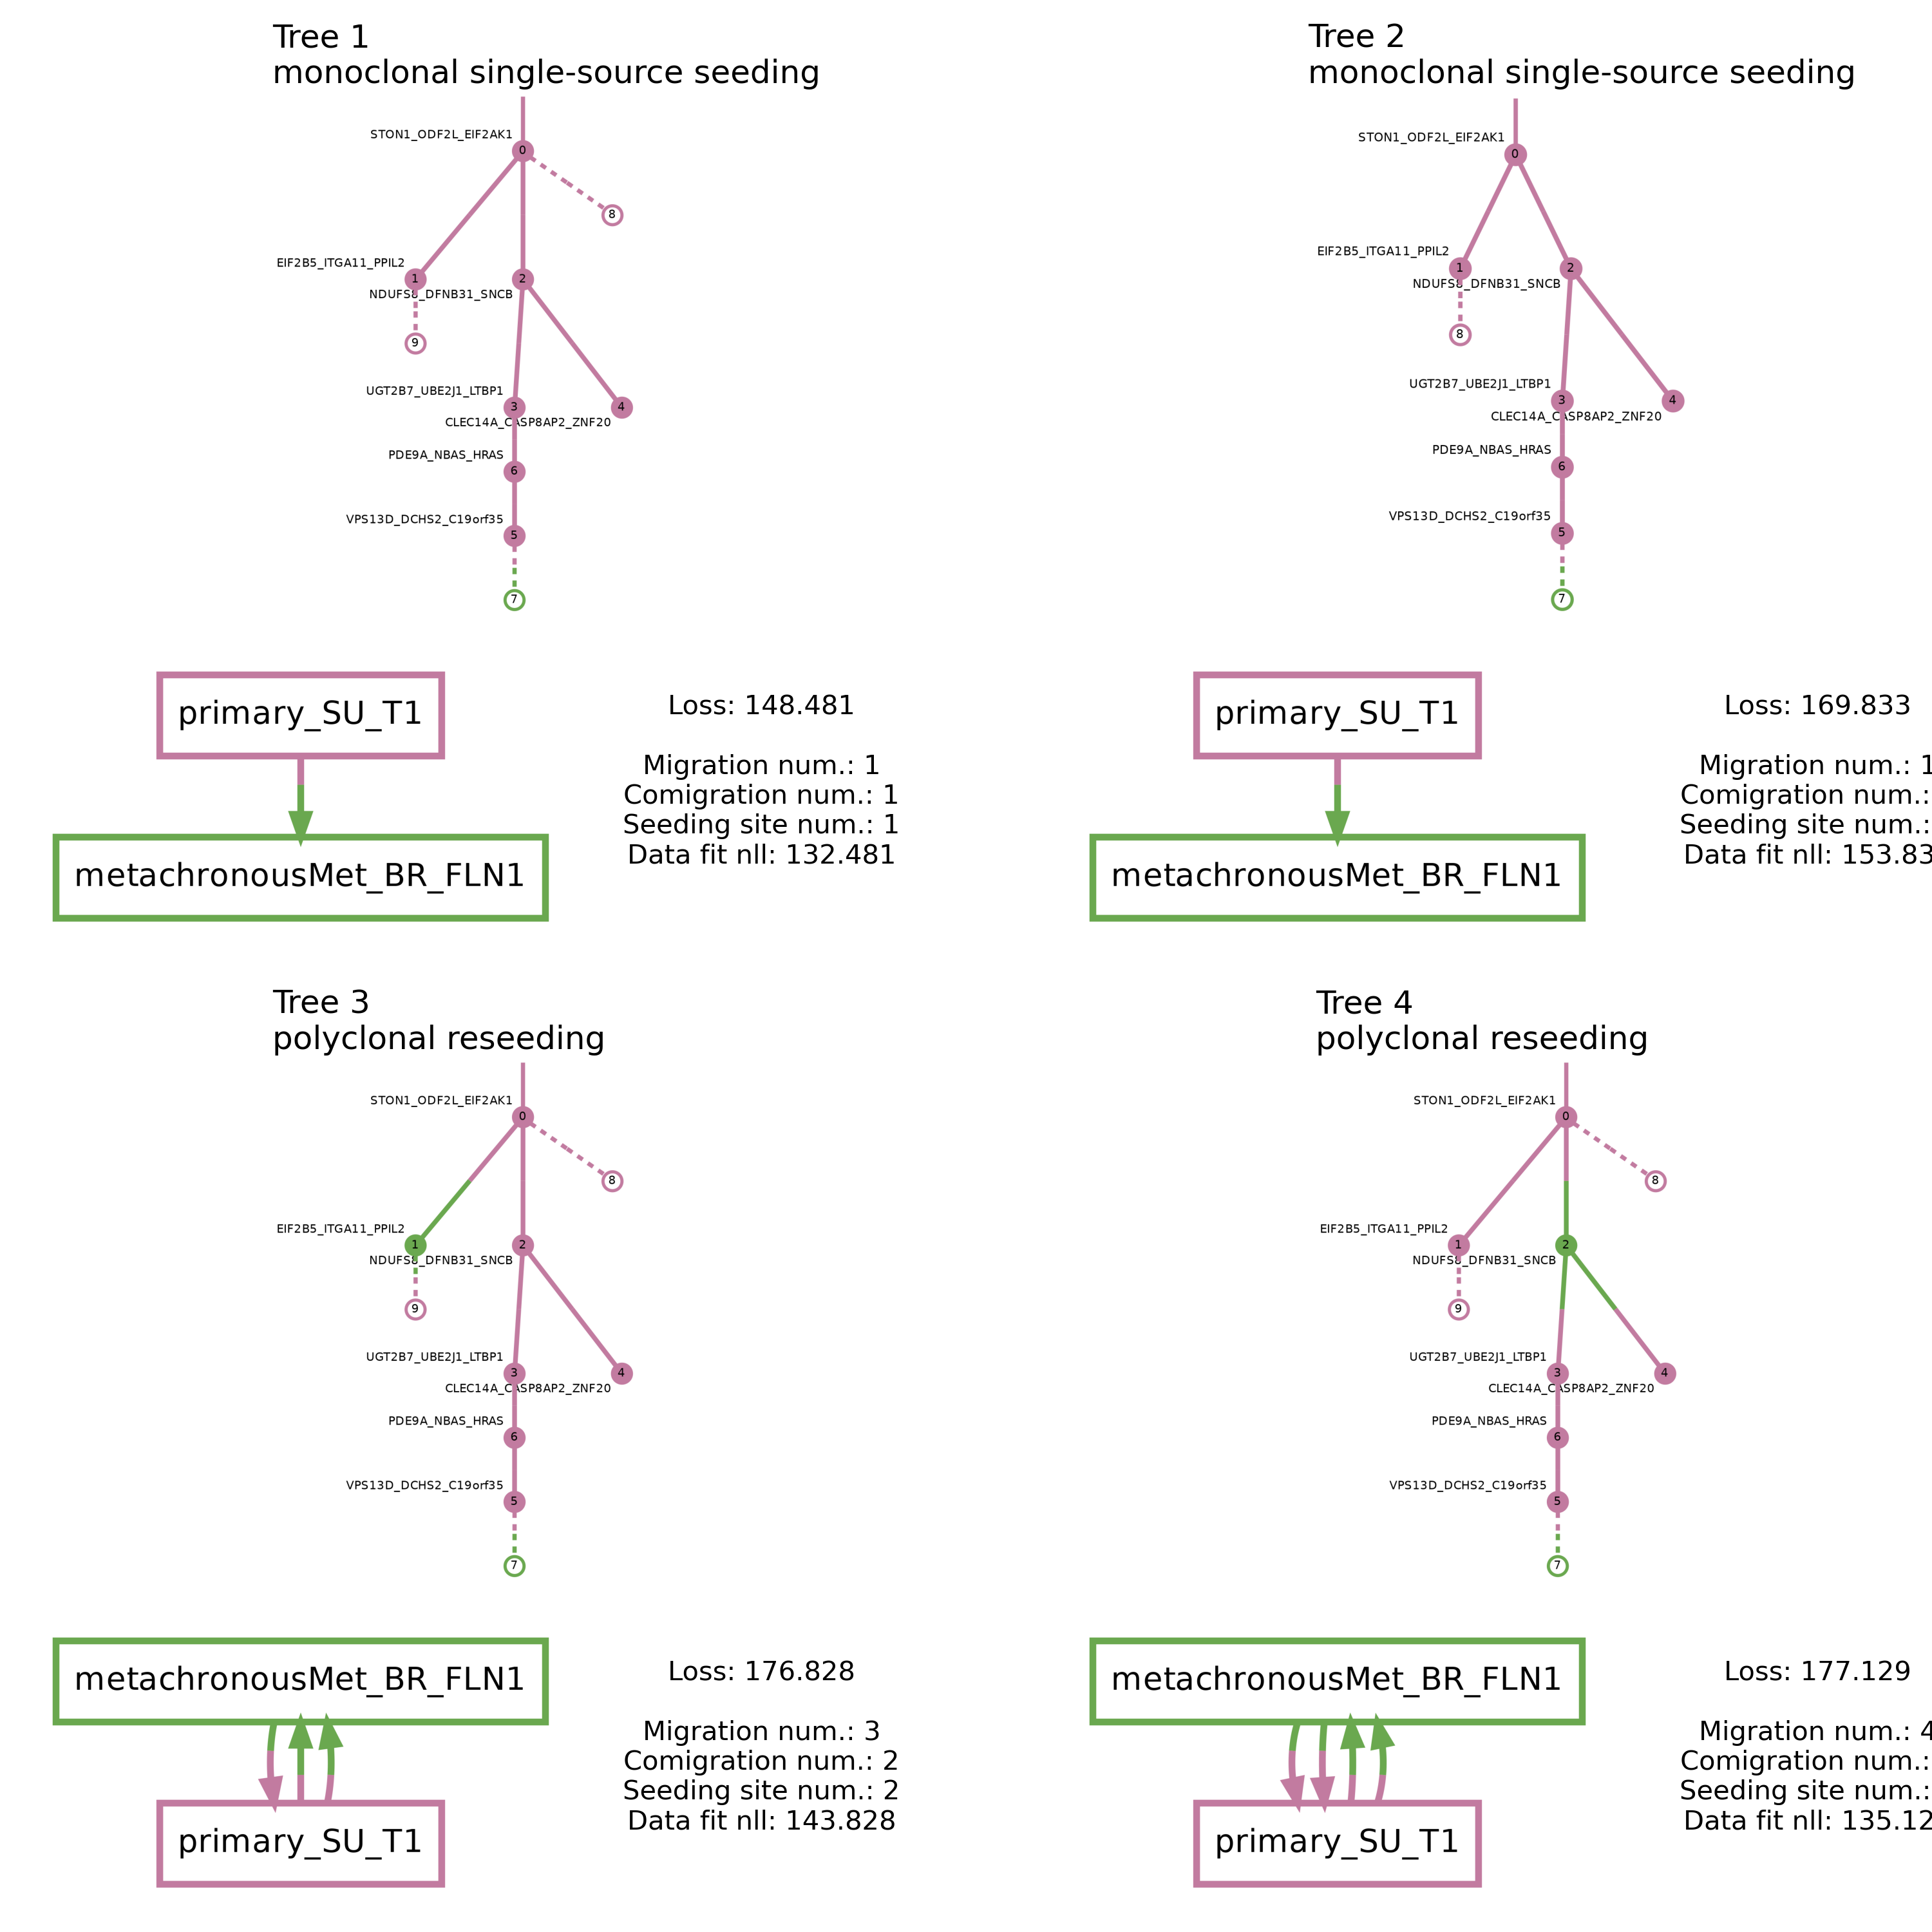 Tree 1
monoclonal single-source seeding
STON1_ODF2L_EIF2AK1
0
8
EIF2B5_ITGA11_PPIL2
1
2
NDUFS8_DFNB31_SNCB
9
UGT2B7_UBE2J1_LTBP1
3
4
CLEC14A_CASP8AP2_ZNF20
PDE9A_NBAS_HRAS
6
VPS13D_DCHS2_C19orf35
5
7
primary_SU_T1
metachronousMet_BR_FLN1
Loss: 148.481
Migration num.: 1
Comigration num.: 1
Seeding site num.: 1
Data fit nll: 132.481
Tree 2
monoclonal single-source seeding
STON1_ODF2L_EIF2AK1
0
EIF2B5_ITGA11_PPIL2
1
2
NDUFS8_DFNB31_SNCB
8
UGT2B7_UBE2J1_LTBP1
3
4
CLEC14A_CASP8AP2_ZNF20
PDE9A_NBAS_HRAS
6
VPS13D_DCHS2_C19orf35
5
7
primary_SU_T1
metachronousMet_BR_FLN1
Loss: 169.833
Migration num.: 1
Comigration num.:
Seeding site num.:
Data fit nll: 153.83
Tree 3
polyclonal reseeding
STON1_ODF2L_EIF2AK1
0
8
EIF2B5_ITGA11_PPIL2
1
2
NDUFS8_DFNB31_SNCB
9
UGT2B7_UBE2J1_LTBP1
3
4
CLEC14A_CASP8AP2_ZNF20
PDE9A_NBAS_HRAS
6
VPS13D_DCHS2_C19orf35
5
7
metachronousMet_BR_FLN1
primary_SU_T1
Loss: 176.828
Migration num.: 3
Comigration num.: 2
Seeding site num.: 2
Data fit nll: 143.828
Tree 4
polyclonal reseeding
STON1_ODF2L_EIF2AK1
0
8
EIF2B5_ITGA11_PPIL2
1
2
NDUFS8_DFNB31_SNCB
9
UGT2B7_UBE2J1_LTBP1
3
4
CLEC14A_CASP8AP2_ZNF20
PDE9A_NBAS_HRAS
6
VPS13D_DCHS2_C19orf35
5
7
metachronousMet_BR_FLN1
primary_SU_T1
Loss: 177.129
Migration num.: 4
Comigration num.:
Seeding site num.:
Data fit nll: 135.12